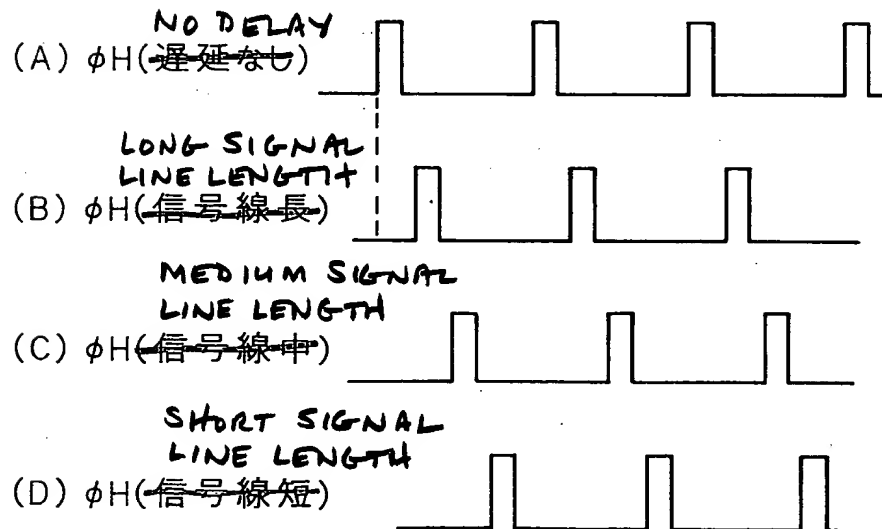 NO DELAY
(A) φH(遅延なし)
LONG SIGNAL
LINE LENGTH
(B) φH(信号線長)
MEDIUM SIGNAL
LINE LENGTH
(C) φH(信号線中)
SHORT SIGNAL
LINE LENGTH
(D) φH(信号線短)